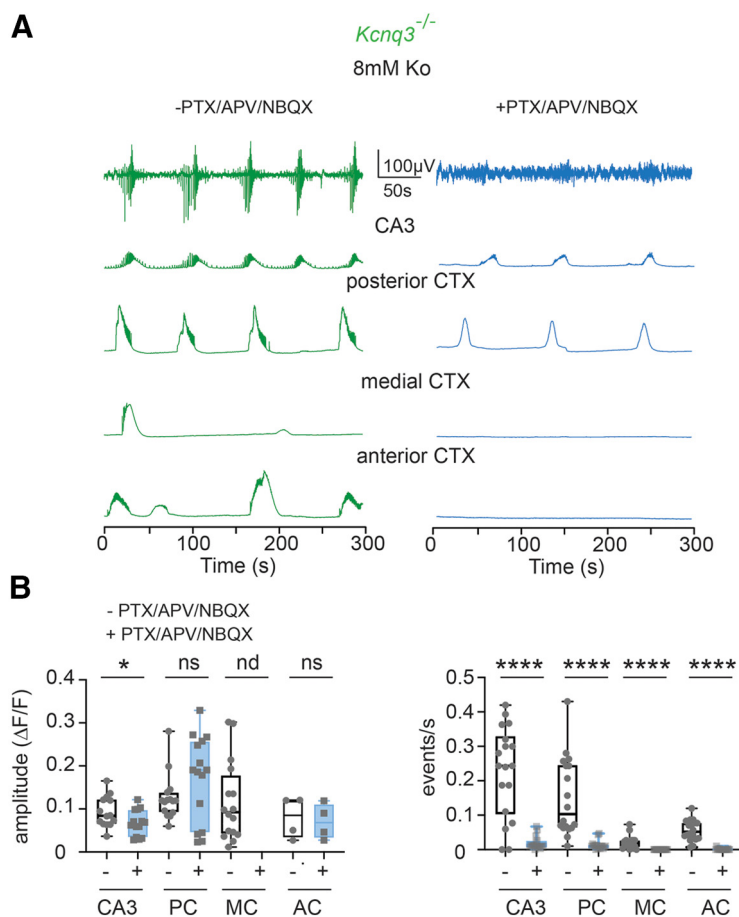 A
Kcnq3-/-
8mM Ko
-PTX/APV/NBQX +PTX/APV/NBQX
100μV
50s
CA3
posterior CTX
medial CTX
anterior CTX
0 100 200 300 0 100 200 300
Time (s) Time (s)
B
- PTX/APV/NBQX
+ PTX/APV/NBQX
* ns nd ns
amplitude (ΔF/F)
0.4
0.3
0.2
0.1
0
- + - + - + - +
CA3 PC MC AC
**** **** **** ****
events/s
0.5
0.4
0.3
0.2
0.1
0
- + - + - + - +
CA3 PC MC AC